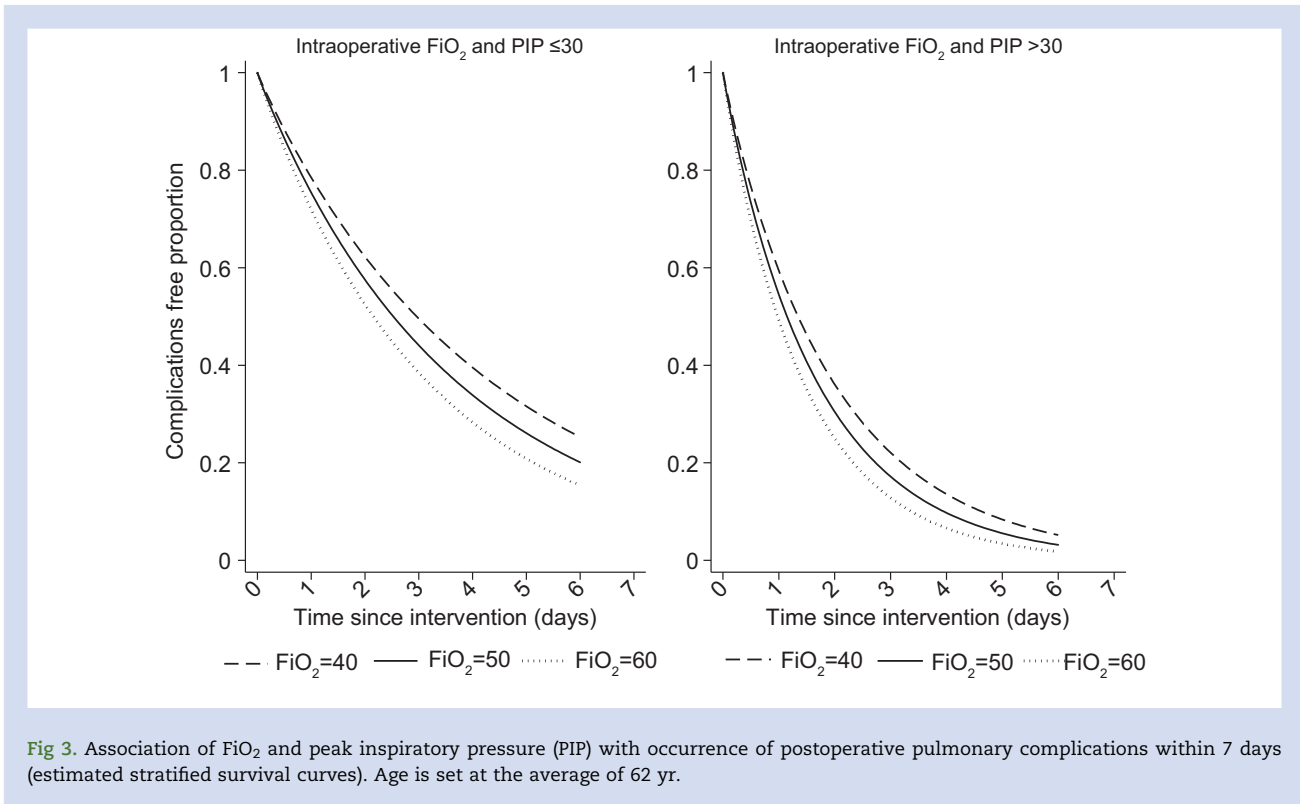 Intraoperative FiO2 and PIP ≤30
Complications free proportion
1
0.8
0.6
0.4
0.2
0
0 1 2 3 4 5 6 7
Time since intervention (days)
FiO2=40 FiO2=50 FiO2=60
Intraoperative FiO2 and PIP >30
1
0.8
0.6
0.4
0.2
0
0 1 2 3 4 5 6 7
Time since intervention (days)
FiO2=40 FiO2=50 FiO2=60
Fig 3. Association of FiO2 and peak inspiratory pressure (PIP) with occurrence of postoperative pulmonary complications within 7 days
(estimated stratified survival curves). Age is set at the average of 62 yr.